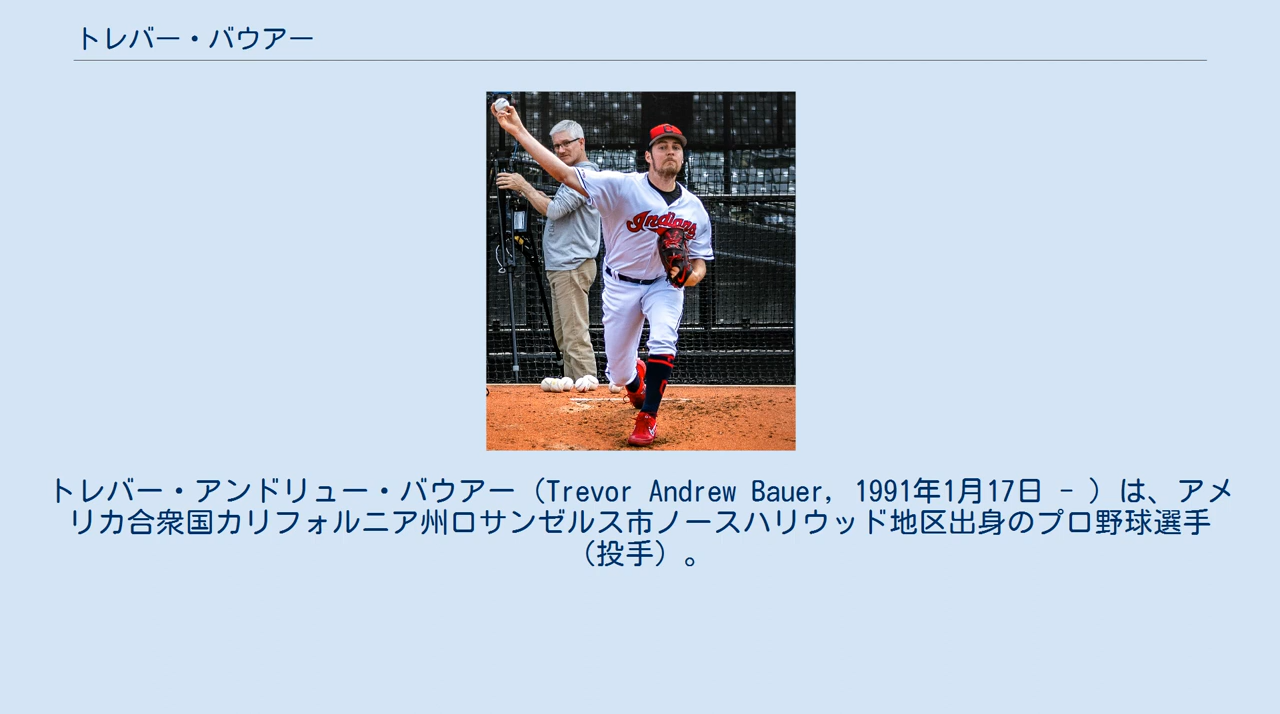 トレバー・バウアー
Indians
トレバー・アンドリュー・バウアー（Trevor Andrew Bauer, 1991年1月17日 - ）は、アメ
リカ合衆国カリフォルニア州ロサンゼルス市ノースハリウッド地区出身のプロ野球選手
（投手）。